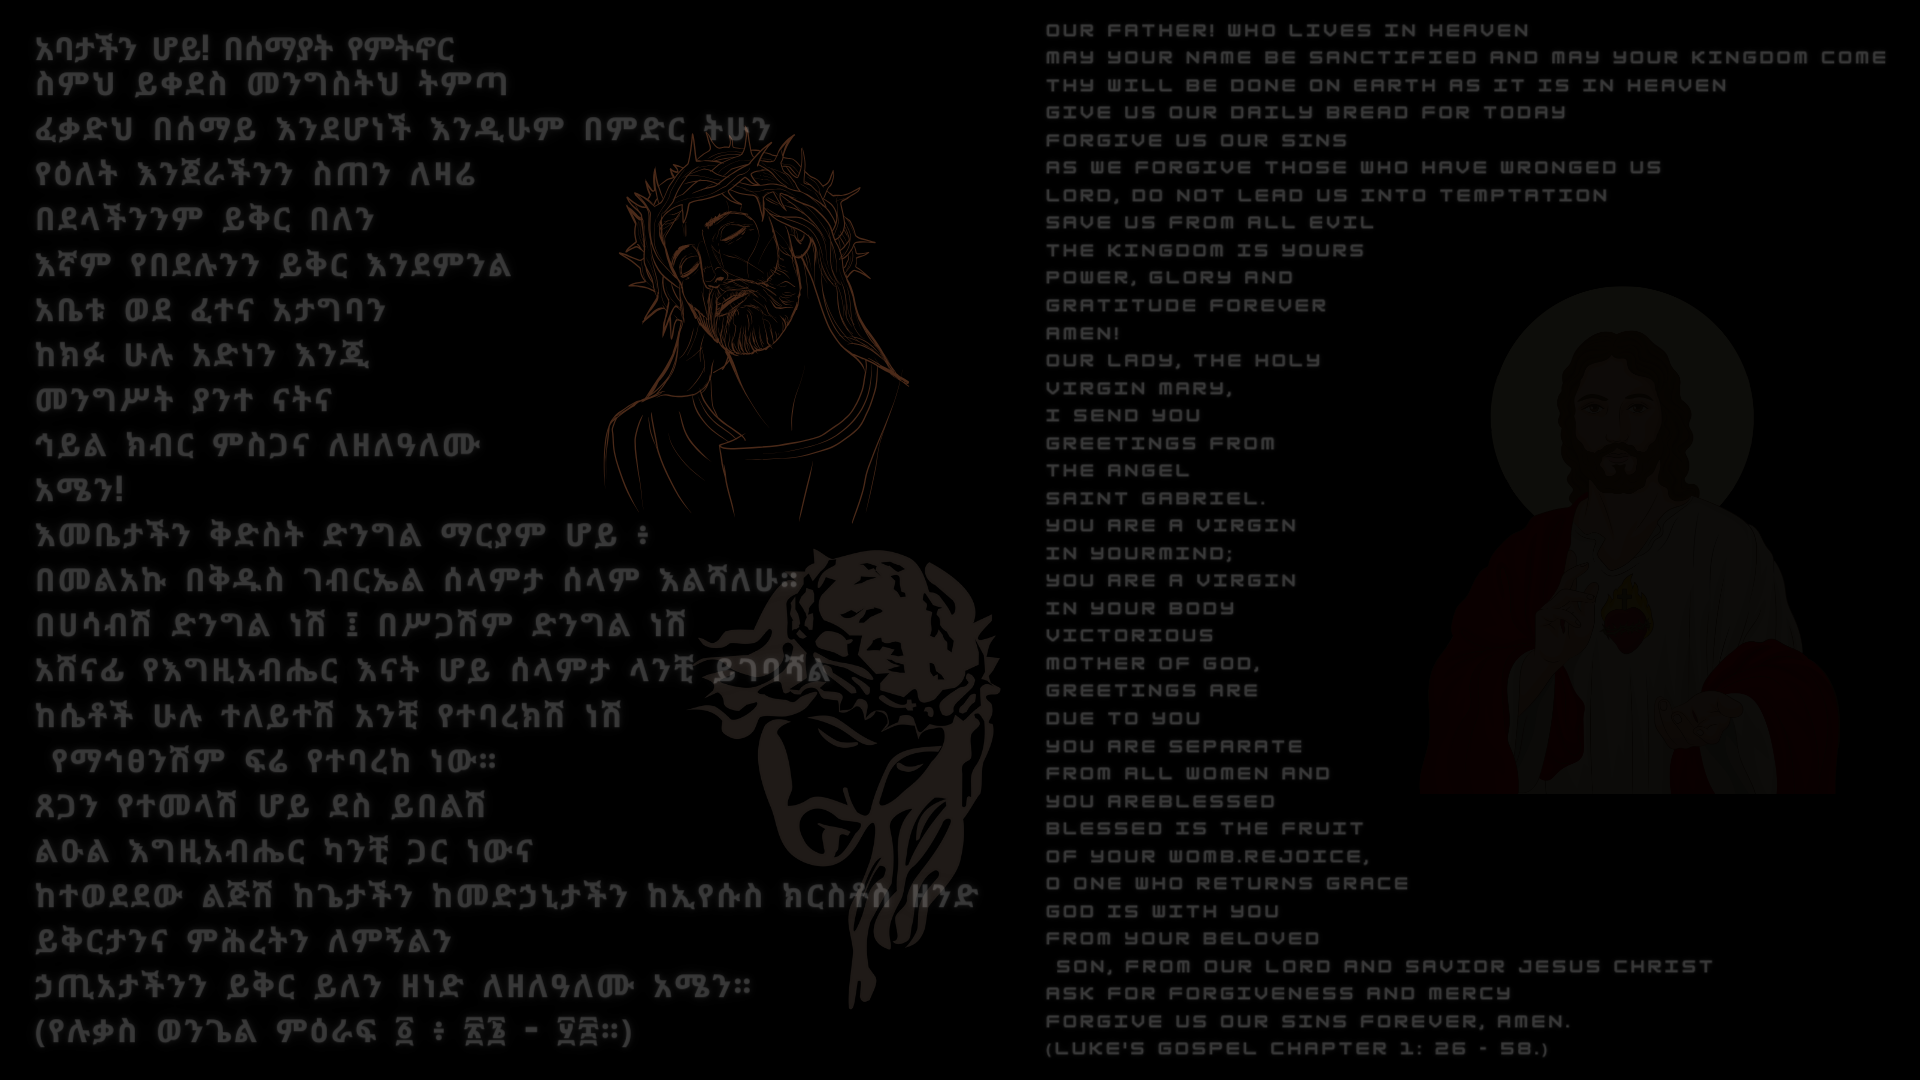 አባታችን ሆይ! በሰማያት የምትኖር
ስምህ ይቀደስ መንግስትህ ትምጣ
ፈቃድህ በሰማይ እንደሆነች እንዲሁም በምድር ትሁን
የዕለት እንጀራችንን ስጠን ለዛሬ
በደላችንንም ይቅር በለን
እኛም የበደሉንን ይቅር እንደምንል
አቤቱ ወደ ፈተና አታግባን
ከክፉ ሁሉ አድነን እንጂ
መንግሥት ያንተ ናትና
ኅይል ክብር ምስጋና ለዘለዓለሙ
አሜን!
እመቤታችን ቅድስት ድንግል ማርያም ሆይ ፥
በመልአኩ በቅዱስ ገብርኤል ሰላምታ ሰላም እልሻለሁ።
በሀሳብሽ ድንግል ነሽ ፤ በሥጋሽም ድንግል ነሽ
አሸናፊ የእግዚአብሔር እናት ሆይ ሰላምታ ላንቺ ይገባሻል
ከሴቶች ሁሉ ተለይተሽ አንቺ የተባረክሽ ነሽ
የማኅፀንሽም ፍሬ የተባረከ ነው።
ጸጋን የተመላሽ ሆይ ደስ ይበልሽ
ልዑል እግዚአብሔር ካንቺ ጋር ነውና
ከተወደደው ልጅሽ ከጌታችን ከመድኃኒታችን ከኢየሱስ ክርስቶስ ዘንድ
ይቅርታንና ምሕረትን ለምኝልን
ኃጢአታችንን ይቅር ይለን ዘነድ ለዘለዓለሙ አሜን።
(የሉቃስ ወንጌል ምዕራፍ ፩ ፥ ፳፮ - ፶፰።)
OUR FATHER! WHO LIVES IN HEAVEN
MAY YOUR NAME BE SANCTIFIED AND MAY YOUR KINGDOM COME
THY WILL BE DONE ON EARTH AS IT IS IN HEAVEN
GIVE US OUR DAILY BREAD FOR TODAY
FORGIVE US OUR SINS
AS WE FORGIVE THOSE WHO HAVE WRONGED US
LORD, DO NOT LEAD US INTO TEMPTATION
SAVE US FROM ALL EVIL
THE KINGDOM IS YOURS
POWER, GLORY AND
GRATITUDE FOREVER
AMEN!
OUR LADY, THE HOLY
VIRGIN MARY,
I SEND YOU
GREETINGS FROM
THE ANGEL
SAINT GABRIEL.
YOU ARE A VIRGIN
IN YOURMIND;
YOU ARE A VIRGIN
IN YOUR BODY
VICTORIOUS
MOTHER OF GOD,
GREETINGS ARE
DUE TO YOU
YOU ARE SEPARATE
FROM ALL WOMEN AND
YOU AREBLESSED
BLESSED IS THE FRUIT
OF YOUR WOMB.REJOICE,
O ONE WHO RETURNS GRACE
GOD IS WITH YOU
FROM YOUR BELOVED
SON, FROM OUR LORD AND SAVIOR JESUS CHRIST
ASK FOR FORGIVENESS AND MERCY
FORGIVE US OUR SINS FOREVER, AMEN.
(LUKE'S GOSPEL CHAPTER 1: 26 - 58.)